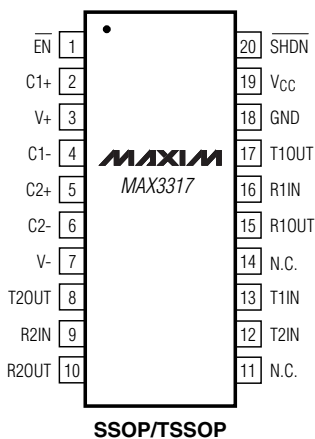 EN 1 20 SHDN
C1+ 2 19 VCC
V+ 3 18 GND
C1- 4 MAXIM 17 T1OUT
C2+ 5 MAX3317 16 R1IN
C2- 6 15 R1OUT
V- 7 14 N.C.
T2OUT 8 13 T1IN
R2IN 9 12 T2IN
R2OUT 10 11 N.C.
SSOP/TSSOP